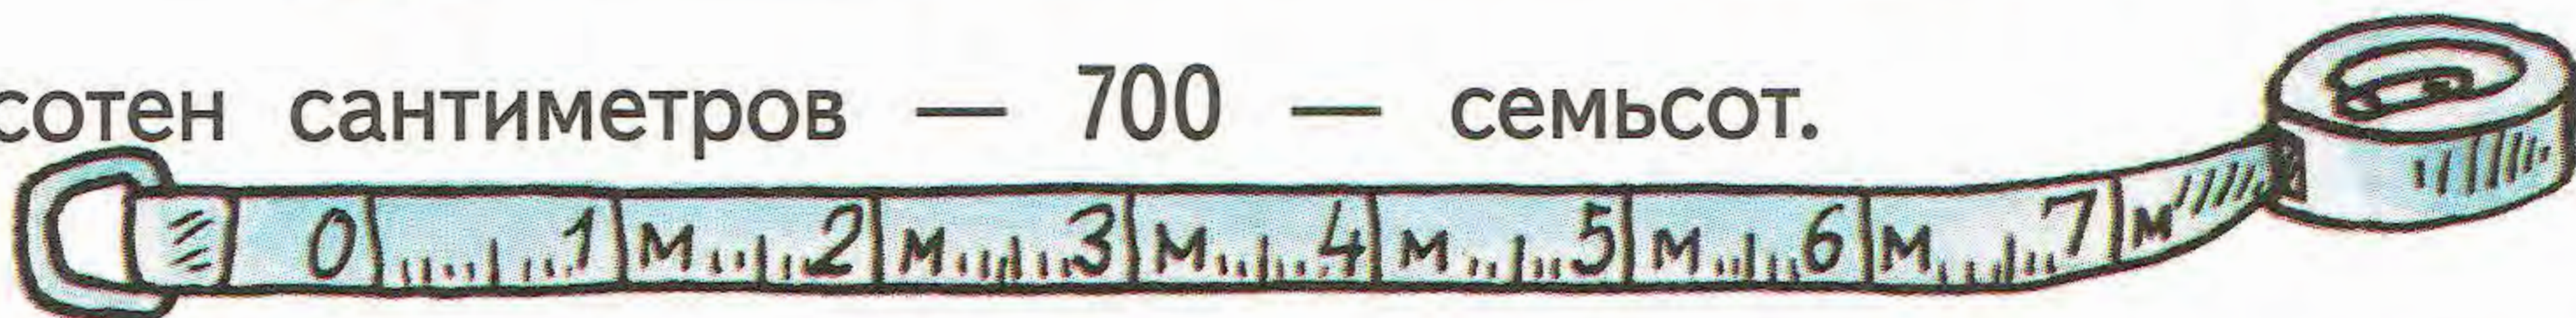 сотен сантиметров — 700 — семьсот.
0 1 м 2 м 3 м 4 м 5 м 6 м 7 м